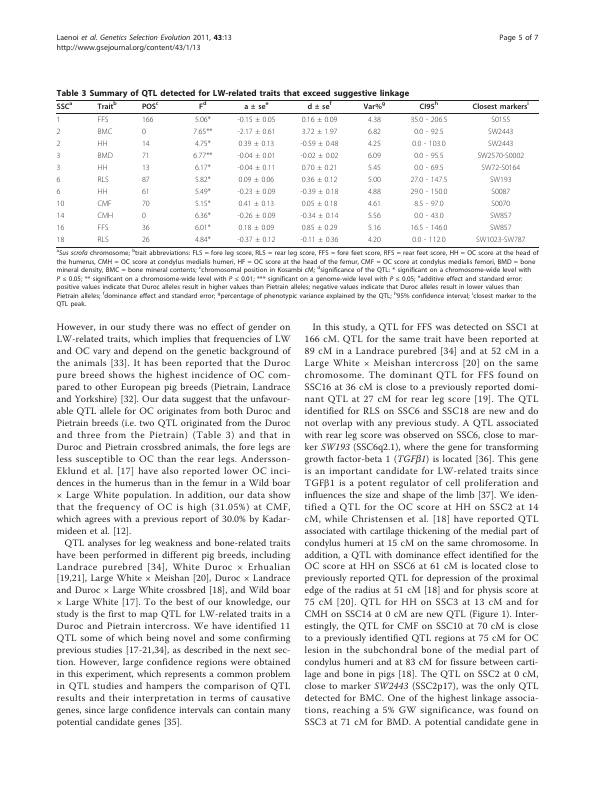 Laenoi et al. Genetics Selection Evolution 2011, 43:13
http://www.gsejournal.org/content/43/1/13
Page 5 of 7
Table 3 Summary of QTL detected for LW-related traits that exceed suggestive linkage
SSCa Traitb POSc Fd a ± see d ± sef Var%g CI95h Closest markersi
1 FFS 166 5.06* -0.15 ± 0.05 0.16 ± 0.09 4.38 35.0 - 206.5 S0155
2 BMC 0 7.65** -2.17 ± 0.61 3.72 ± 1.97 6.82 0.0 - 92.5 SW2443
2 HH 14 4.75* 0.39 ± 0.13 -0.59 ± 0.48 4.25 0.0 - 103.0 SW2443
3 BMD 71 6.77** -0.04 ± 0.01 -0.02 ± 0.02 6.09 0.0 - 95.5 SW2570-S0002
3 HH 13 6.17* -0.04 ± 0.11 0.70 ± 0.21 5.45 0.0 - 69.5 SW72-S0164
6 RLS 87 5.82* 0.09 ± 0.06 0.36 ± 0.12 5.00 27.0 - 147.5 SW193
6 HH 61 5.49* -0.23 ± 0.09 -0.39 ± 0.18 4.88 29.0 - 150.0 S0087
10 CMF 70 5.15* 0.41 ± 0.13 0.05 ± 0.18 4.61 8.5 - 97.0 S0070
14 CMH 0 6.36* -0.26 ± 0.09 -0.34 ± 0.14 5.56 0.0 - 43.0 SW857
16 FFS 36 6.01* 0.18 ± 0.09 0.85 ± 0.29 5.16 16.5 - 146.0 SW857
18 RLS 26 4.84* -0.37 ± 0.12 -0.11 ± 0.36 4.20 0.0 - 112.0 SW1023-SW787
aSus scrofa chromosome; btrait abbreviations: FLS = fore leg score, RLS = rear leg score, FFS = fore feet score, RFS = rear feet score, HH = OC score at the head of
the humerus, CMH = OC score at condylus medialis humeri, HF = OC score at the head of the femur, CMF = OC score at condylus medialis femori, BMD = bone
mineral density, BMC = bone mineral contents; cchromosomal position in Kosambi cM; dsignificance of the QTL: * significant on a chromosome-wide level with
P ≤ 0.05; ** significant on a chromosome-wide level with P ≤ 0.01; *** significant on a genome-wide level with P ≤ 0.05; eadditive effect and standard error:
positive values indicate that Duroc alleles result in higher values than Pietrain alleles; negative values indicate that Duroc alleles result in lower values than
Pietrain alleles; fdominance effect and standard error; gpercentage of phenotypic variance explained by the QTL; h95% confidence interval; iclosest marker to the
QTL peak.
However, in our study there was no effect of gender on
LW-related traits, which implies that frequencies of LW
and OC vary and depend on the genetic background of
the animals [33]. It has been reported that the Duroc
pure breed shows the highest incidence of OC com-
pared to other European pig breeds (Pietrain, Landrace
and Yorkshire) [32]. Our data suggest that the unfavour-
able QTL allele for OC originates from both Duroc and
Pietrain breeds (i.e. two QTL originated from the Duroc
and three from the Pietrain) (Table 3) and that in
Duroc and Pietrain crossbred animals, the fore legs are
less susceptible to OC than the rear legs. Andersson-
Eklund et al. [17] have also reported lower OC inci-
dences in the humerus than in the femur in a Wild boar
× Large White population. In addition, our data show
that the frequency of OC is high (31.05%) at CMF,
which agrees with a previous report of 30.0% by Kadar-
mideen et al. [12].
QTL analyses for leg weakness and bone-related traits
have been performed in different pig breeds, including
Landrace purebred [34], White Duroc × Erhualian
[19,21], Large White × Meishan [20], Duroc × Landrace
and Duroc × Large White crossbred [18], and Wild boar
× Large White [17]. To the best of our knowledge, our
study is the first to map QTL for LW-related traits in a
Duroc and Pietrain intercross. We have identified 11
QTL some of which being novel and some confirming
previous studies [17-21,34], as described in the next sec-
tion. However, large confidence regions were obtained
in this experiment, which represents a common problem
in QTL studies and hampers the comparison of QTL
results and their interpretation in terms of causative
genes, since large confidence intervals can contain many
potential candidate genes [35].
In this study, a QTL for FFS was detected on SSC1 at
166 cM. QTL for the same trait have been reported at
89 cM in a Landrace purebred [34] and at 52 cM in a
Large White × Meishan intercross [20] on the same
chromosome. The dominant QTL for FFS found on
SSC16 at 36 cM is close to a previously reported domi-
nant QTL at 27 cM for rear leg score [19]. The QTL
identified for RLS on SSC6 and SSC18 are new and do
not overlap with any previous study. A QTL associated
with rear leg score was observed on SSC6, close to mar-
ker SW193 (SSC6q2.1), where the gene for transforming
growth factor-beta 1 (TGFβ1) is located [36]. This gene
is an important candidate for LW-related traits since
TGFβ1 is a potent regulator of cell proliferation and
influences the size and shape of the limb [37]. We iden-
tified a QTL for the OC score at HH on SSC2 at 14
cM, while Christensen et al. [18] have reported QTL
associated with cartilage thickening of the medial part of
condylus humeri at 15 cM on the same chromosome. In
addition, a QTL with dominance effect identified for the
OC score at HH on SSC6 at 61 cM is located close to
previously reported QTL for depression of the proximal
edge of the radius at 51 cM [18] and for physis score at
75 cM [20]. QTL for HH on SSC3 at 13 cM and for
CMH on SSC14 at 0 cM are new QTL (Figure 1). Inter-
estingly, the QTL for CMF on SSC10 at 70 cM is close
to a previously identified QTL regions at 75 cM for OC
lesion in the subchondral bone of the medial part of
condylus humeri and at 83 cM for fissure between carti-
lage and bone in pigs [18]. The QTL on SSC2 at 0 cM,
close to marker SW2443 (SSC2p17), was the only QTL
detected for BMC. One of the highest linkage associa-
tions, reaching a 5% GW significance, was found on
SSC3 at 71 cM for BMD. A potential candidate gene in